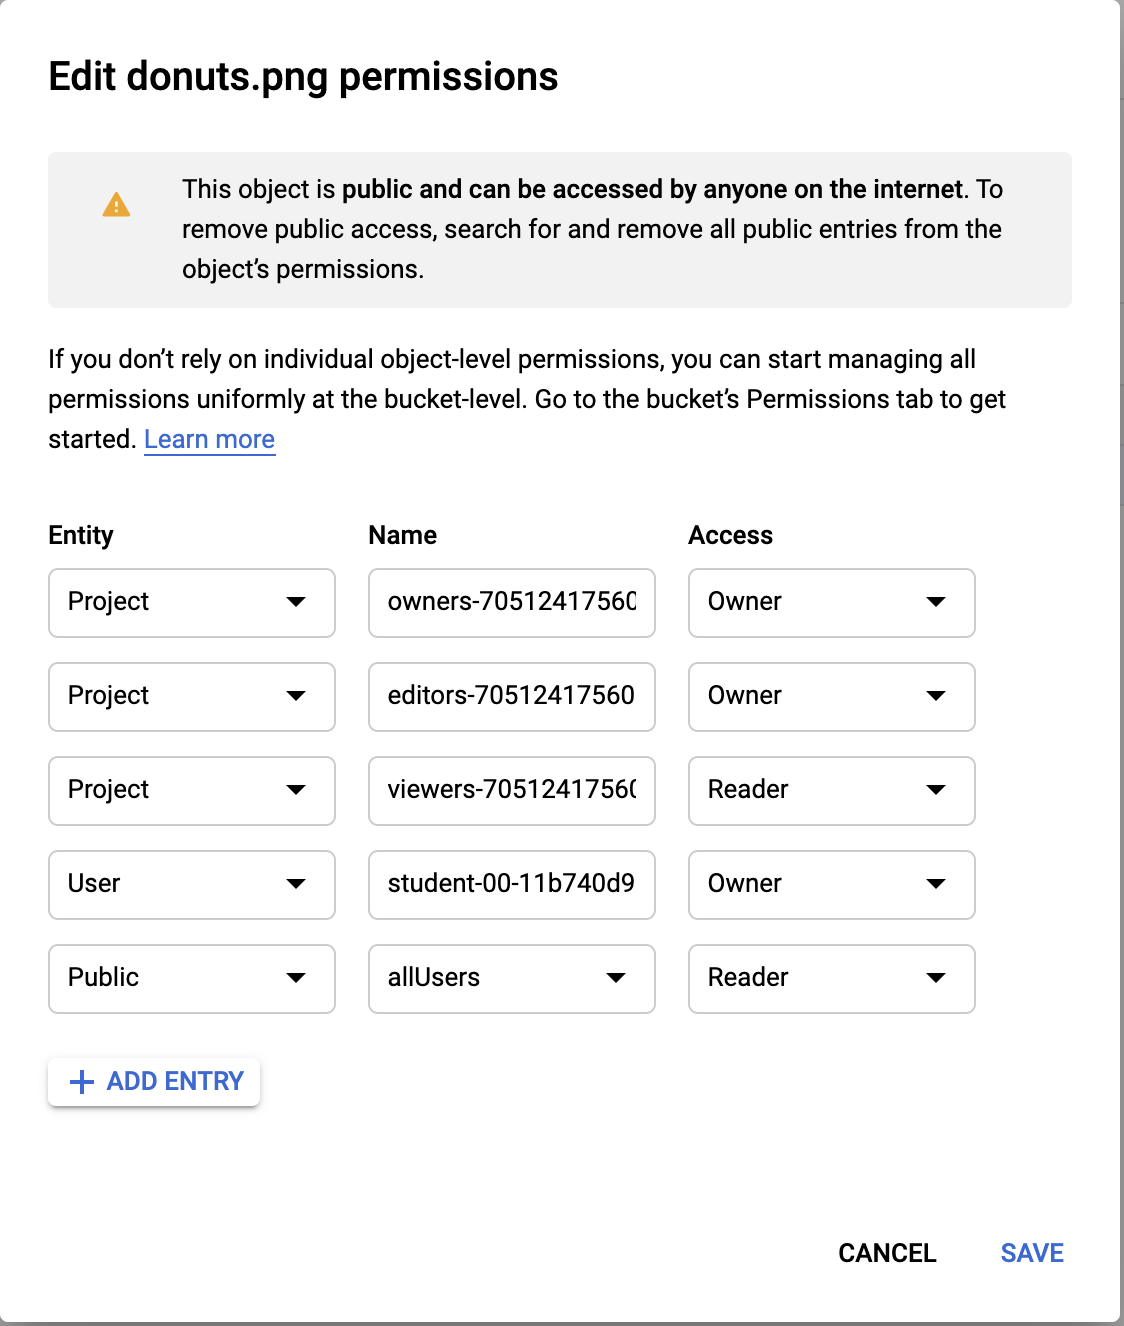 Edit donuts.png permissions
This object is public and can be accessed by anyone on the internet. To
remove public access, search for and remove all public entries from the
object’s permissions.
If you don’t rely on individual object-level permissions, you can start managing all
permissions uniformly at the bucket-level. Go to the bucket’s Permissions tab to get
started. Learn more
Entity Name Access
Project owners-70512417560 Owner
Project editors-70512417560 Owner
Project viewers-70512417560 Reader
User student-00-11b740d9 Owner
Public allUsers Reader
+ ADD ENTRY
CANCEL SAVE